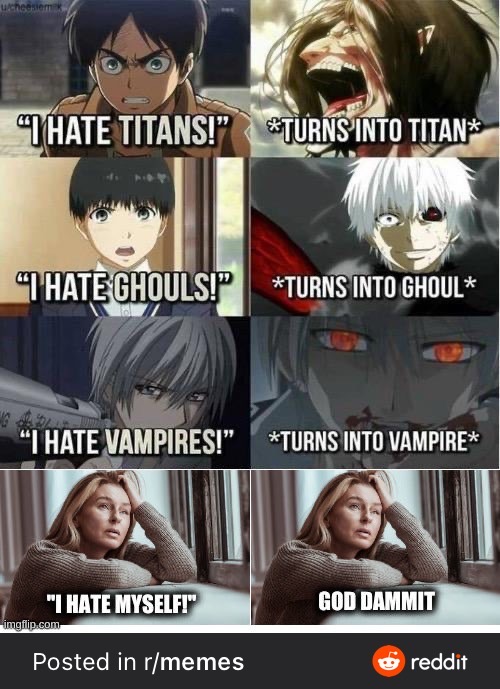 u/cheesiemilk
“I HATE TITANS!”
*TURNS INTO TITAN*
“I HATE GHOULS!”
*TURNS INTO GHOUL*
“I HATE VAMPIRES!”
*TURNS INTO VAMPIRE*
"I HATE MYSELF!"
GOD DAMMIT
imgflip.com
Posted in r/memes
reddit